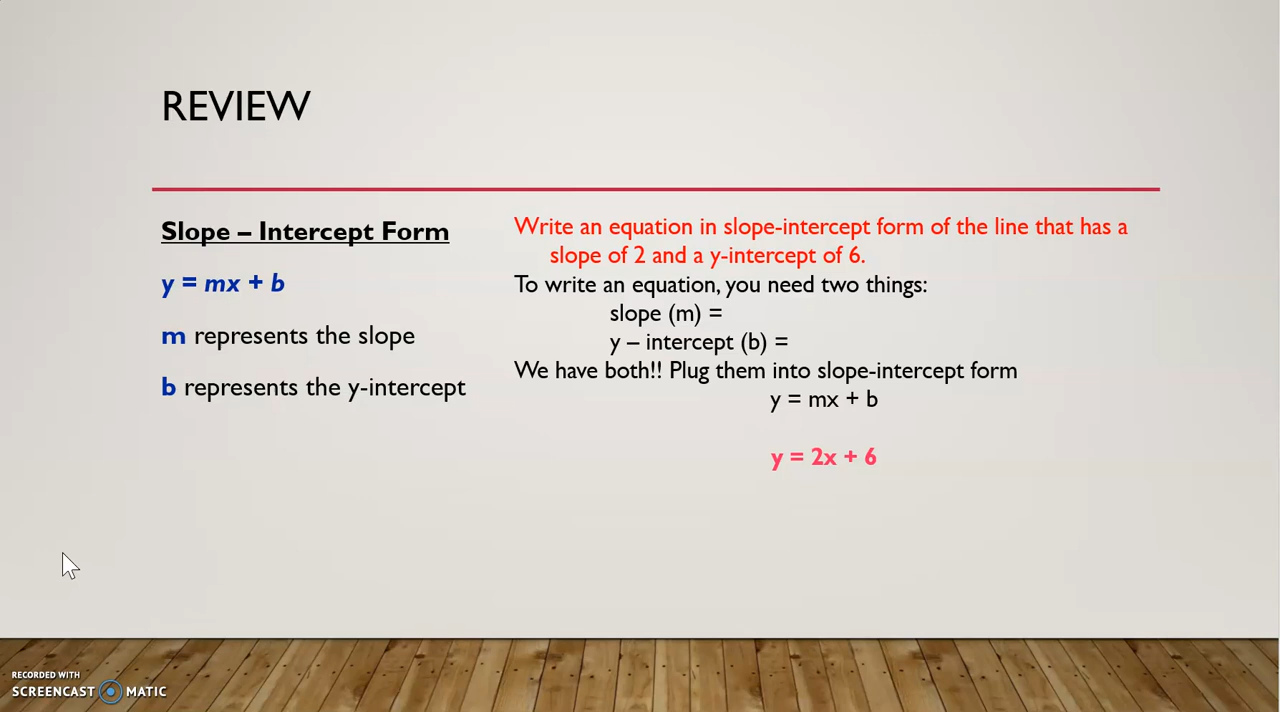 REVIEW
Slope – Intercept Form
y = mx + b
m represents the slope
b represents the y-intercept
Write an equation in slope-intercept form of the line that has a
slope of 2 and a y-intercept of 6.
To write an equation, you need two things:
slope (m) =
y – intercept (b) =
We have both!! Plug them into slope-intercept form
y = mx + b
y = 2x + 6
RECORDED WITH
SCREENCAST MATIC